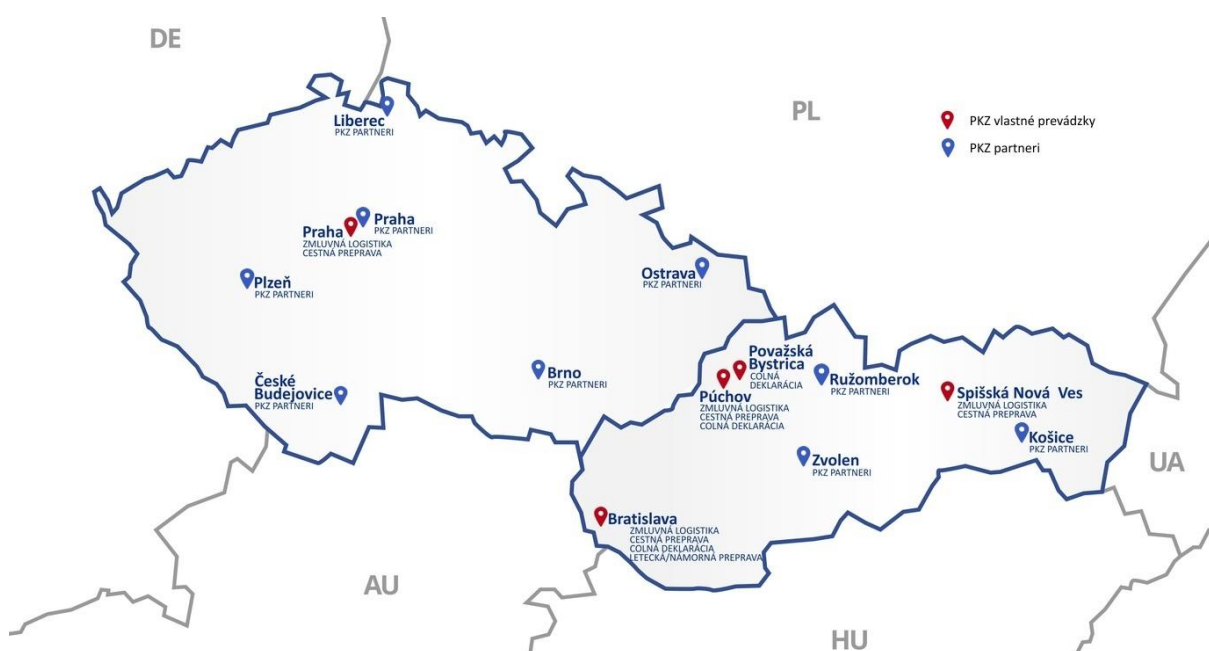 DE
PL
PKZ vlastné prevádzky
PKZ partneri
Liberec
PKZ PARTNERI
Praha
PKZ PARTNERI
Praha
ZMLUVNÁ LOGISTIKA
CESTNÁ PREPRAVA
Plzeň
PKZ PARTNERI
Ostrava
PKZ PARTNERI
České
Budejovice
PKZ PARTNERI
Brno
PKZ PARTNERI
Považská
Bystrica
COLNÁ
DEKLARÁCIA
Púchov
ZMLUVNÁ LOGISTIKA
CESTNÁ PREPRAVA
COLNÁ DEKLARÁCIA
Ružomberok
PKZ PARTNERI
Spišská Nová Ves
ZMLUVNÁ LOGISTIKA
CESTNÁ PREPRAVA
Košice
PKZ PARTNERI
Zvolen
PKZ PARTNERI
UA
Bratislava
ZMLUVNÁ LOGISTIKA
CESTNÁ PREPRAVA
COLNÁ DEKLARÁCIA
LETECKÁ/NÁMORNÁ PREPRAVA
AU
HU